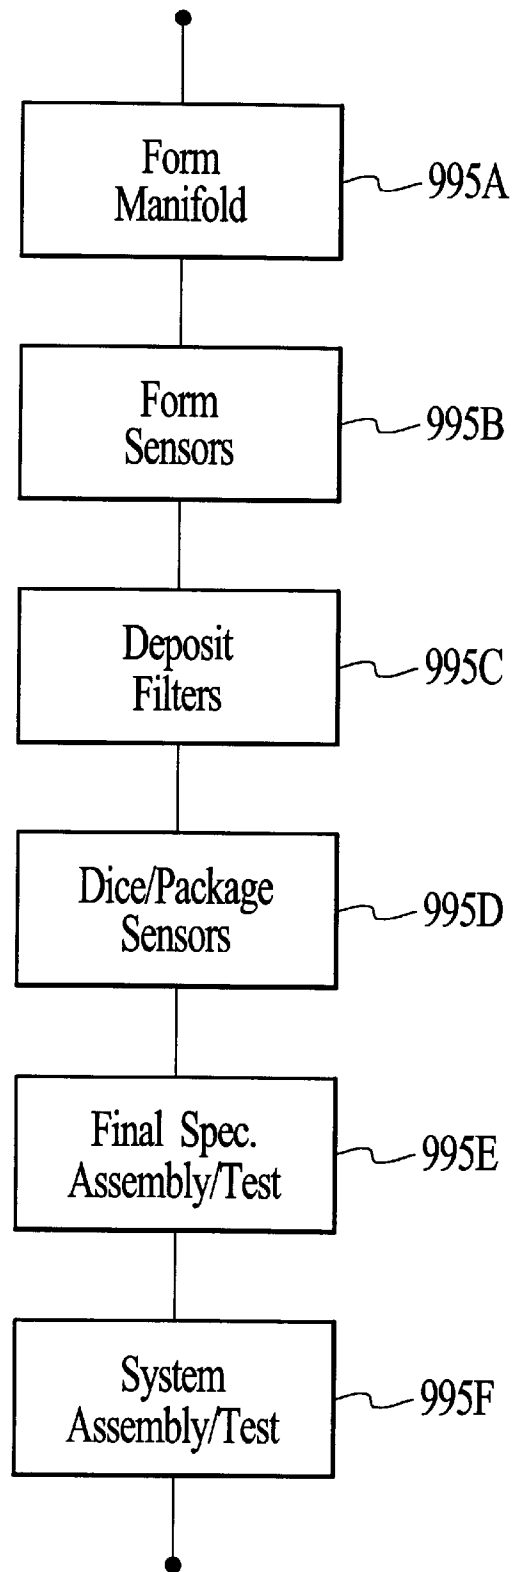 Form
Manifold
995A
Form
Sensors
995B
Deposit
Filters
995C
Dice/Package
Sensors
995D
Final Spec.
Assembly/Test
995E
System
Assembly/Test
995F